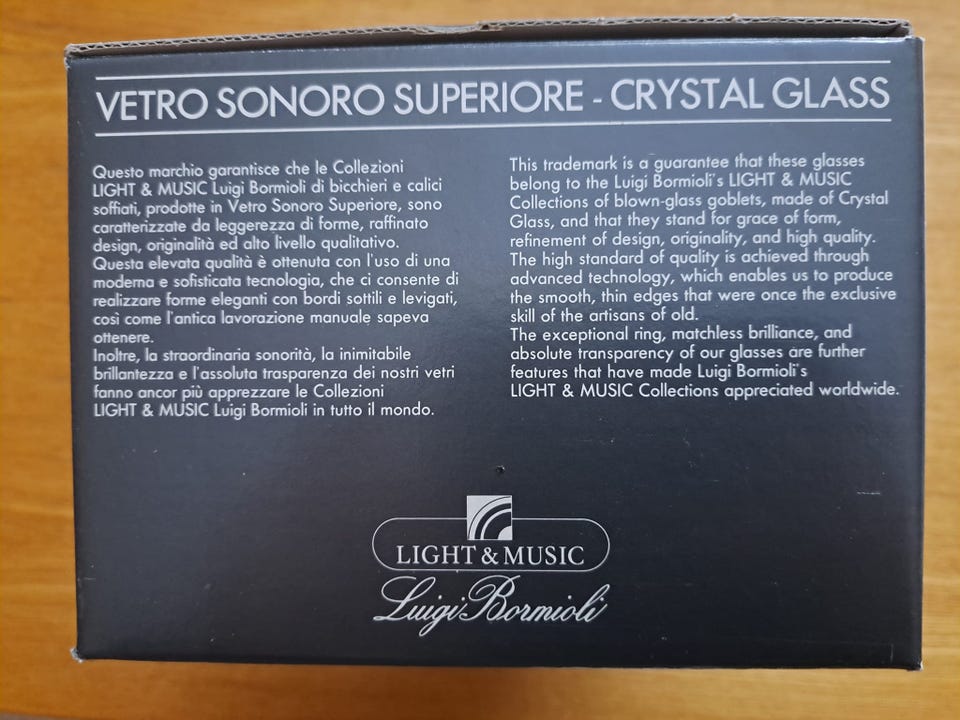 VETRO SONORO SUPERIORE - CRYSTAL GLASS
Questo marchio garantisce che le Collezioni
LIGHT & MUSIC Luigi Bormioli di bicchieri e calici
soffiati, prodotte in Vetro Sonoro Superiore, sono
caratterizzate da leggerezza di forme, raffinato
design, originalità ed alto livello qualitativo.
Questa elevata qualità è ottenuta con l'uso di una
moderna e sofisticata tecnologia, che ci consente di
realizzare forme eleganti con bordi sottili e levigati,
così come l'antica lavorazione manuale sapeva
ottenere.
Inoltre, la straordinaria sonorità, la inimitabile
brillantezza e l'assoluta trasparenza dei nostri vetri
fanno ancor più apprezzare le Collezioni
LIGHT & MUSIC Luigi Bormioli in tutto il mondo.
This trademark is a guarantee that these glasses
belong to the Luigi Bormioli's LIGHT & MUSIC
Collections of blown-glass goblets, made of Crystal
Glass, and that they stand for grace of form,
refinement of design, originality, and high quality.
The high standard of quality is achieved through
advanced technology, which enables us to produce
the smooth, thin edges that were once the exclusive
skill of the artisans of old.
The exceptional ring, matchless brilliance, and
absolute transparency of our glasses are further
features that have made Luigi Bormioli's
LIGHT & MUSIC Collections appreciated worldwide.
LIGHT & MUSIC
Luigi Bormioli